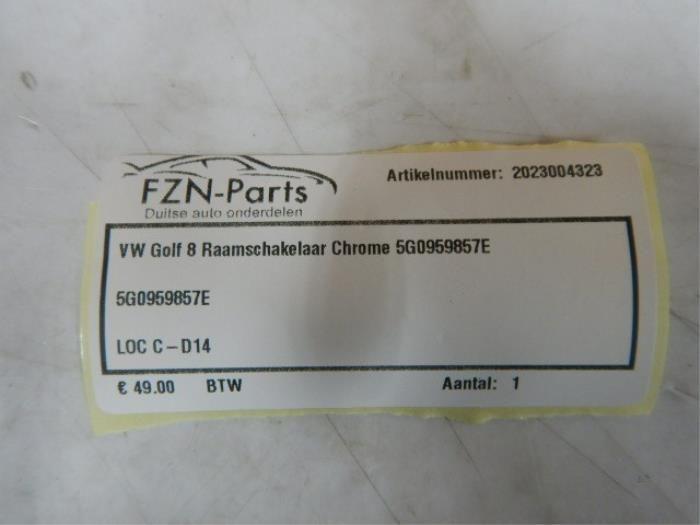 FZN-Parts
Duitse auto onderdelen
Artikelnummer: 2023004323
VW Golf 8 Raamschakelaar Chrome 5G0959857E
5G0959857E
LOC C-D14
€ 49.00 BTW Aantal: 1